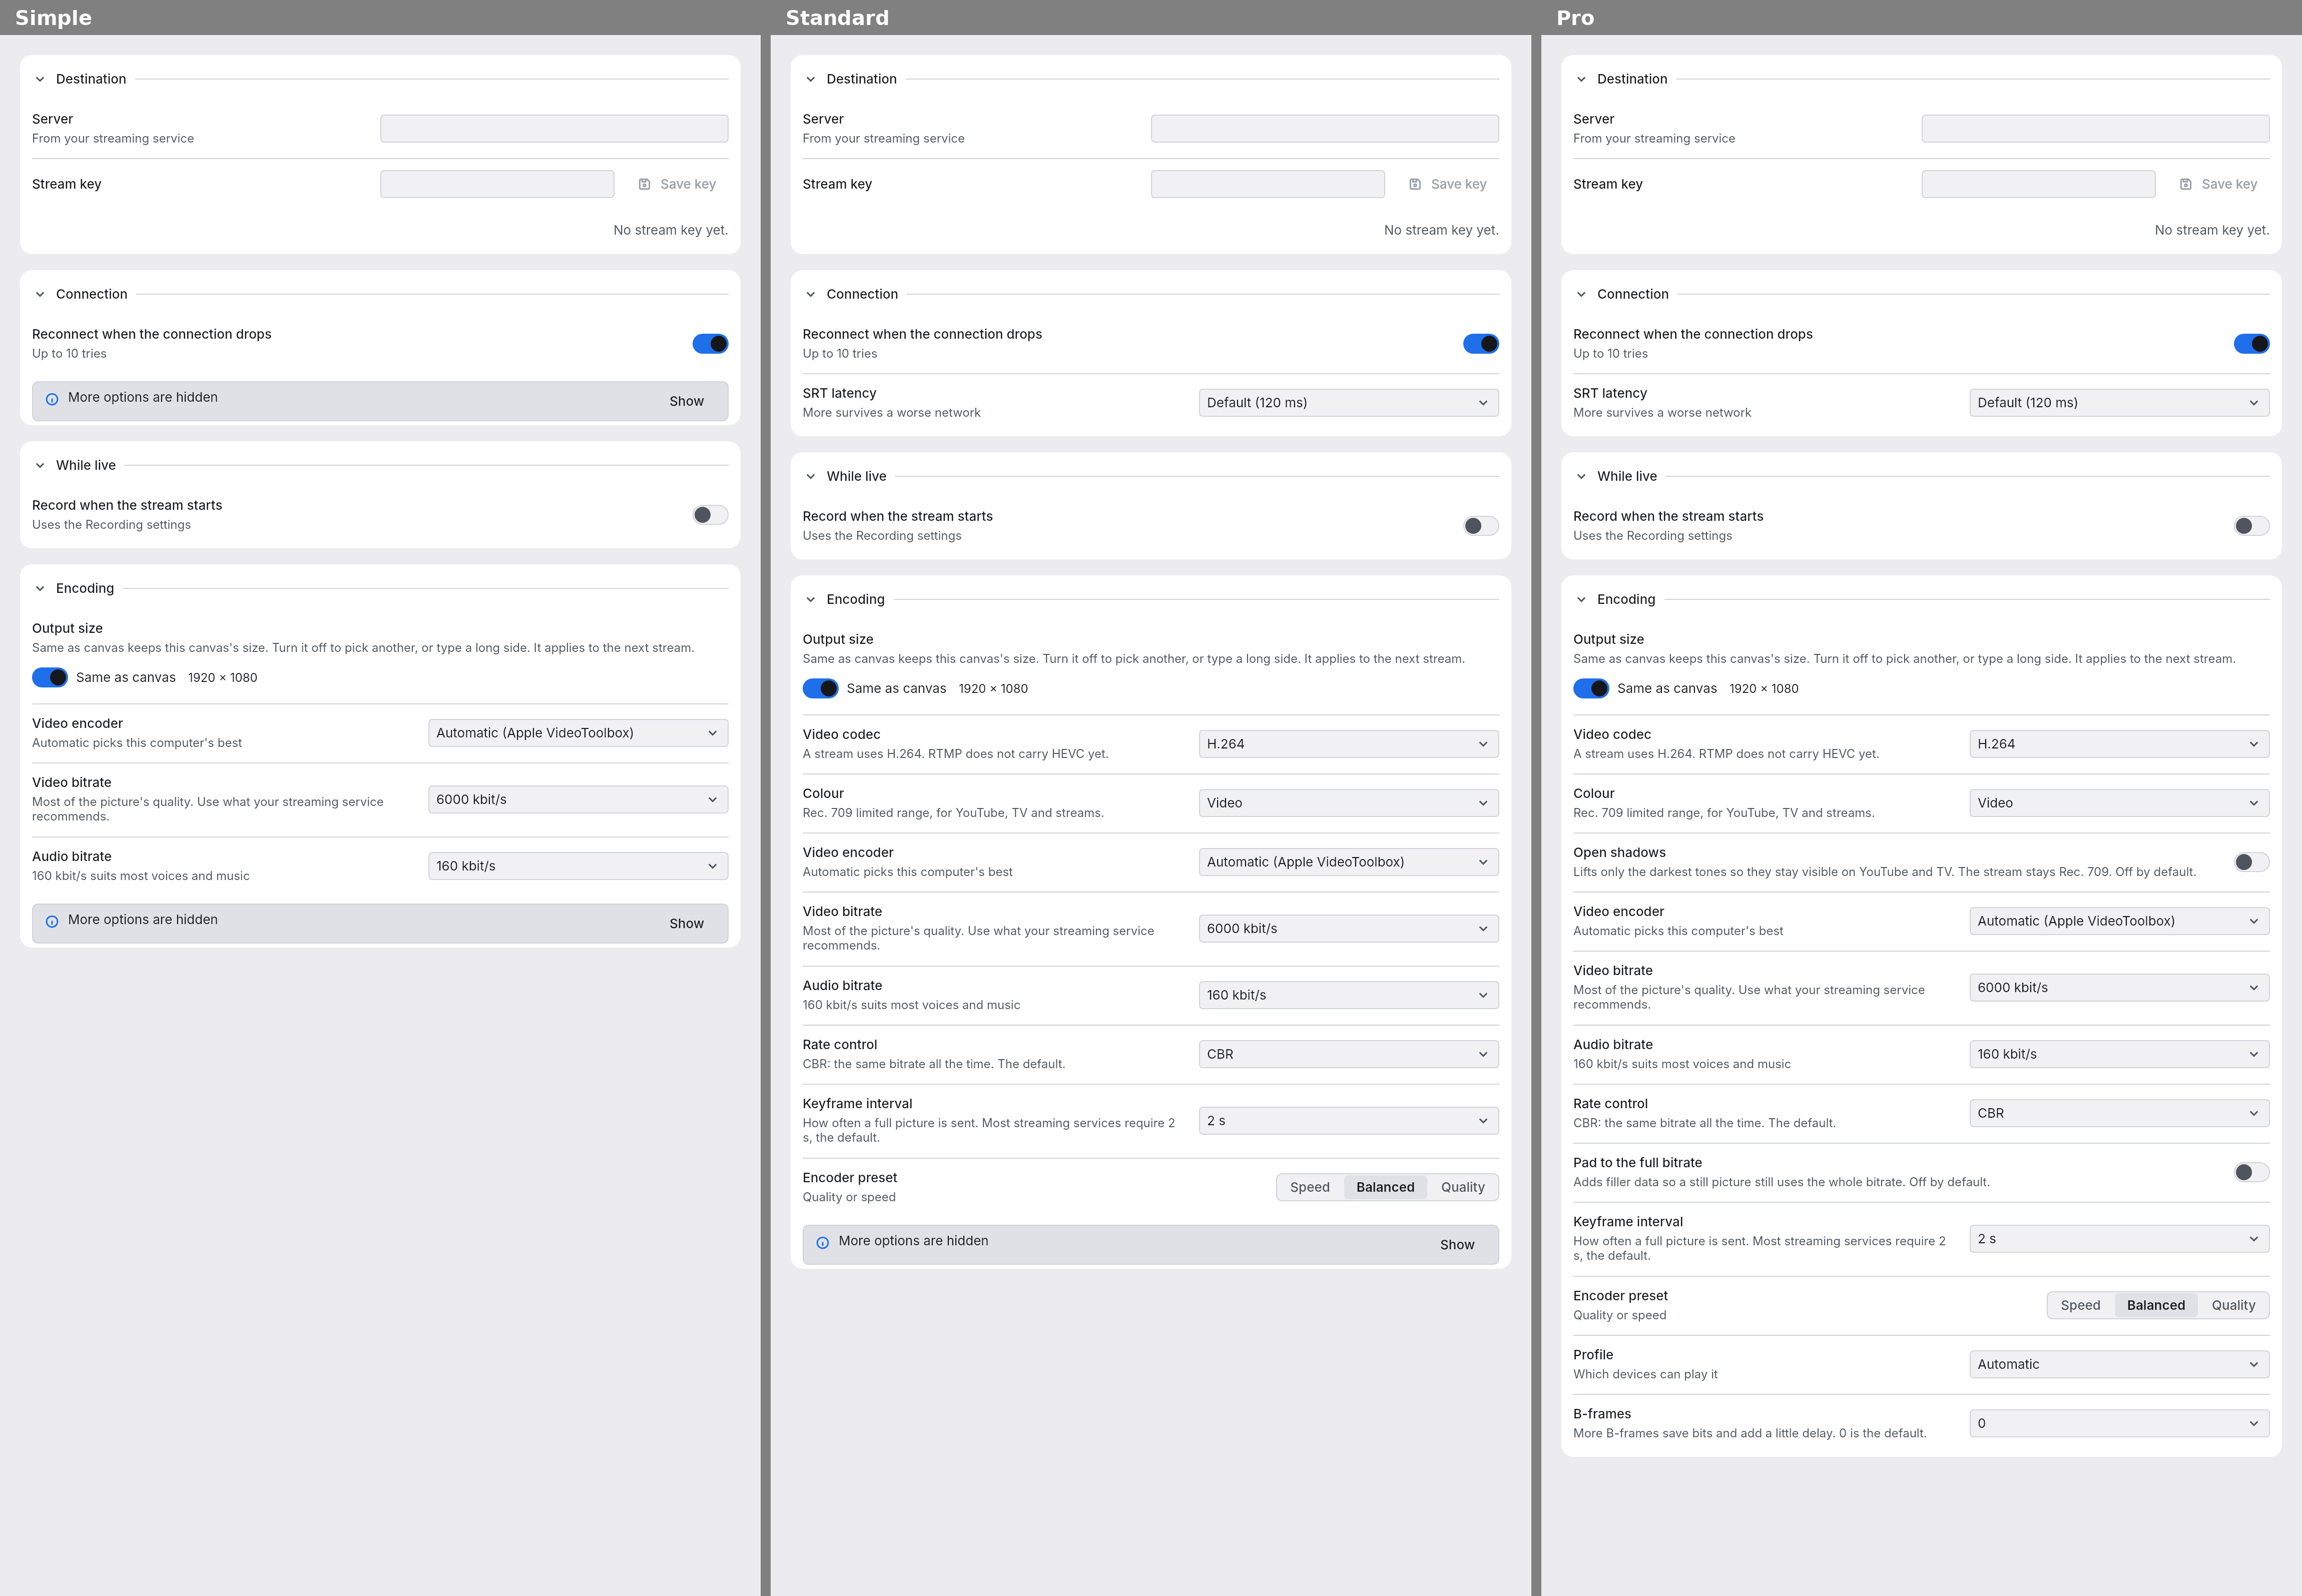 Simple
Destination
Server
From your streaming service
Stream key
Save key
No stream key yet.
Connection
Reconnect when the connection drops
Up to 10 tries
More options are hidden
Show
While live
Record when the stream starts
Uses the Recording settings
Encoding
Output size
Same as canvas keeps this canvas's size. Turn it off to pick another, or type a long side. It applies to the next stream.
Same as canvas 1920 × 1080
Video encoder
Automatic picks this computer's best
Automatic (Apple VideoToolbox)
Video bitrate
Most of the picture's quality. Use what your streaming service
recommends.
6000 kbit/s
Audio bitrate
160 kbit/s suits most voices and music
160 kbit/s
More options are hidden
Show
Standard
Destination
Server
From your streaming service
Stream key
Save key
No stream key yet.
Connection
Reconnect when the connection drops
Up to 10 tries
SRT latency
More survives a worse network
Default (120 ms)
While live
Record when the stream starts
Uses the Recording settings
Encoding
Output size
Same as canvas keeps this canvas's size. Turn it off to pick another, or type a long side. It applies to the next stream.
Same as canvas 1920 × 1080
Video codec
A stream uses H.264. RTMP does not carry HEVC yet.
H.264
Colour
Rec. 709 limited range, for YouTube, TV and streams.
Video
Video encoder
Automatic picks this computer's best
Automatic (Apple VideoToolbox)
Video bitrate
Most of the picture's quality. Use what your streaming service
recommends.
6000 kbit/s
Audio bitrate
160 kbit/s suits most voices and music
160 kbit/s
Rate control
CBR: the same bitrate all the time. The default.
CBR
Keyframe interval
How often a full picture is sent. Most streaming services require 2
s, the default.
2 s
Encoder preset
Quality or speed
Speed Balanced Quality
More options are hidden
Show
Pro
Destination
Server
From your streaming service
Stream key
Save key
No stream key yet.
Connection
Reconnect when the connection drops
Up to 10 tries
SRT latency
More survives a worse network
Default (120 ms)
While live
Record when the stream starts
Uses the Recording settings
Encoding
Output size
Same as canvas keeps this canvas's size. Turn it off to pick another, or type a long side. It applies to the next stream.
Same as canvas 1920 × 1080
Video codec
A stream uses H.264. RTMP does not carry HEVC yet.
H.264
Colour
Rec. 709 limited range, for YouTube, TV and streams.
Video
Open shadows
Lifts only the darkest tones so they stay visible on YouTube and TV. The stream stays Rec. 709. Off by default.
Video encoder
Automatic picks this computer's best
Automatic (Apple VideoToolbox)
Video bitrate
Most of the picture's quality. Use what your streaming service
recommends.
6000 kbit/s
Audio bitrate
160 kbit/s suits most voices and music
160 kbit/s
Rate control
CBR: the same bitrate all the time. The default.
CBR
Pad to the full bitrate
Adds filler data so a still picture still uses the whole bitrate. Off by default.
Keyframe interval
How often a full picture is sent. Most streaming services require 2
s, the default.
2 s
Encoder preset
Quality or speed
Speed Balanced Quality
Profile
Which devices can play it
Automatic
B-frames
More B-frames save bits and add a little delay. 0 is the default.
0